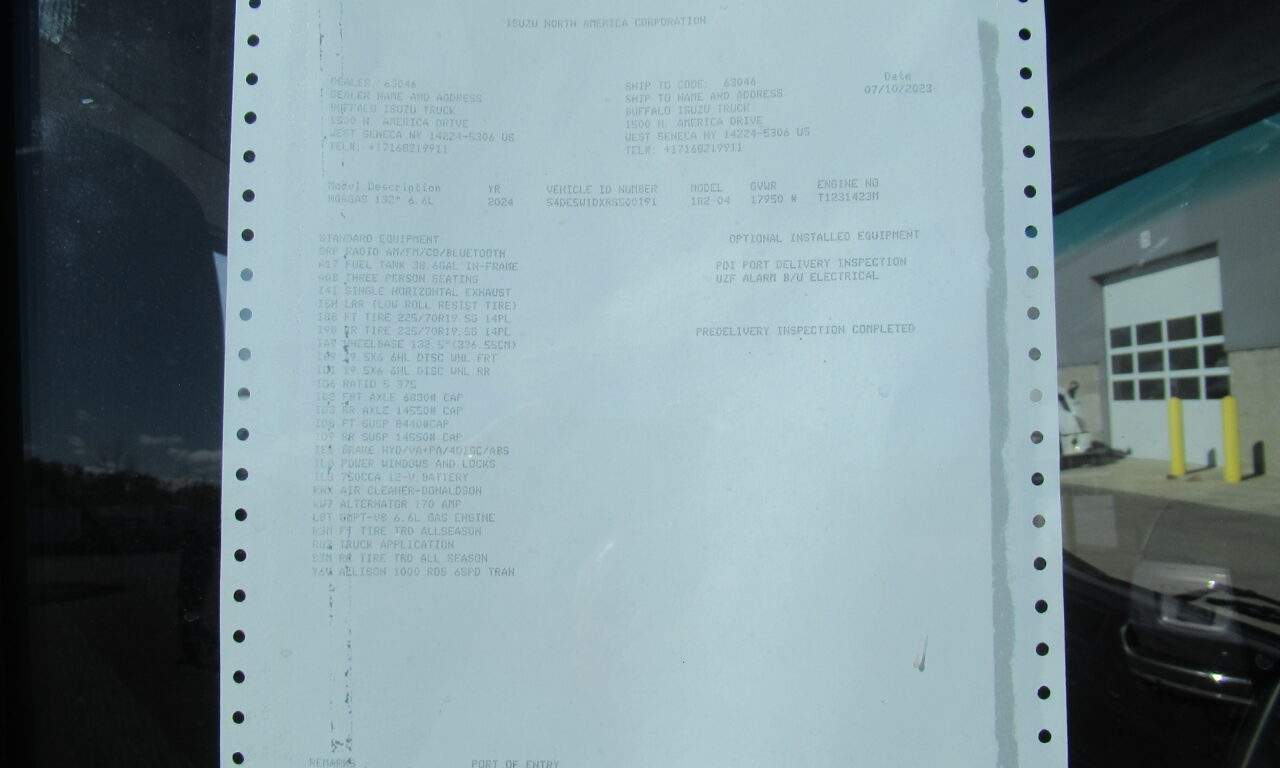 ISUZU NORTH AMERICA CORPORATION
Date
07/10/2023
DEALER: 63046
DEALER NAME AND ADDRESS
BUFFALO ISUZU TRUCK
1500 N. AMERICA DRIVE
WEST SENECA NY 14224-5306 US
TEL#: +17168219911
SHIP TO CODE: 63046
SHIP TO NAME AND ADDRESS
BUFFALO ISUZU TRUCK
1500 N. AMERICA DRIVE
WEST SENECA NY 14224-5306 US
TEL#: +17168219911
Model Description YR VEHICLE ID NUMBER MODEL GVWR ENGINE NO
132" 6.6L 2024 54DE5W1DXRS500191 1R2 04 17950 # T1231423M
STANDARD EQUIPMENT
RADIO AM/FM/CD/BLUETOOTH
A17 FUEL TANK 38.6GAL IN-FRAME
THREE PERSON SEATING
I41 SINGLE HORIZONTAL EXHAUST
LRR (LOW ROLL RESIST TIRE)
FT TIRE 225/70R19.5G 14PL
RR TIRE 225/70R19.5G 14PL
WHEELBASE 132.5"(336.55CM)
19.5X6 6HL DISC WHL FRT
19.5X6 6HL DISC WHL RR
RATIO 5.375
FRT AXLE 6830# CAP
RR AXLE 14550# CAP
FT SUSP 8440#CAP
RR SUSP 14550# CAP
BRAKE HYD/VA+PA/4DISC/ABS
POWER WINDOWS AND LOCKS
750CCA 12-V BATTERY
AIR CLEANER-DONALDSON
KW7 ALTERNATOR 170 AMP
L8T GMPT-V8 6.6L GAS ENGINE
FT TIRE TRD ALLSEASON
TRUCK APPLICATION
RR TIRE TRD ALL SEASON
ALLISON 1000 RDS 6SPD TRAN
OPTIONAL INSTALLED EQUIPMENT
PDI PORT DELIVERY INSPECTION
UZF ALARM B/U ELECTRICAL
PREDELIVERY INSPECTION COMPLETED
REMARKS PORT OF ENTRY